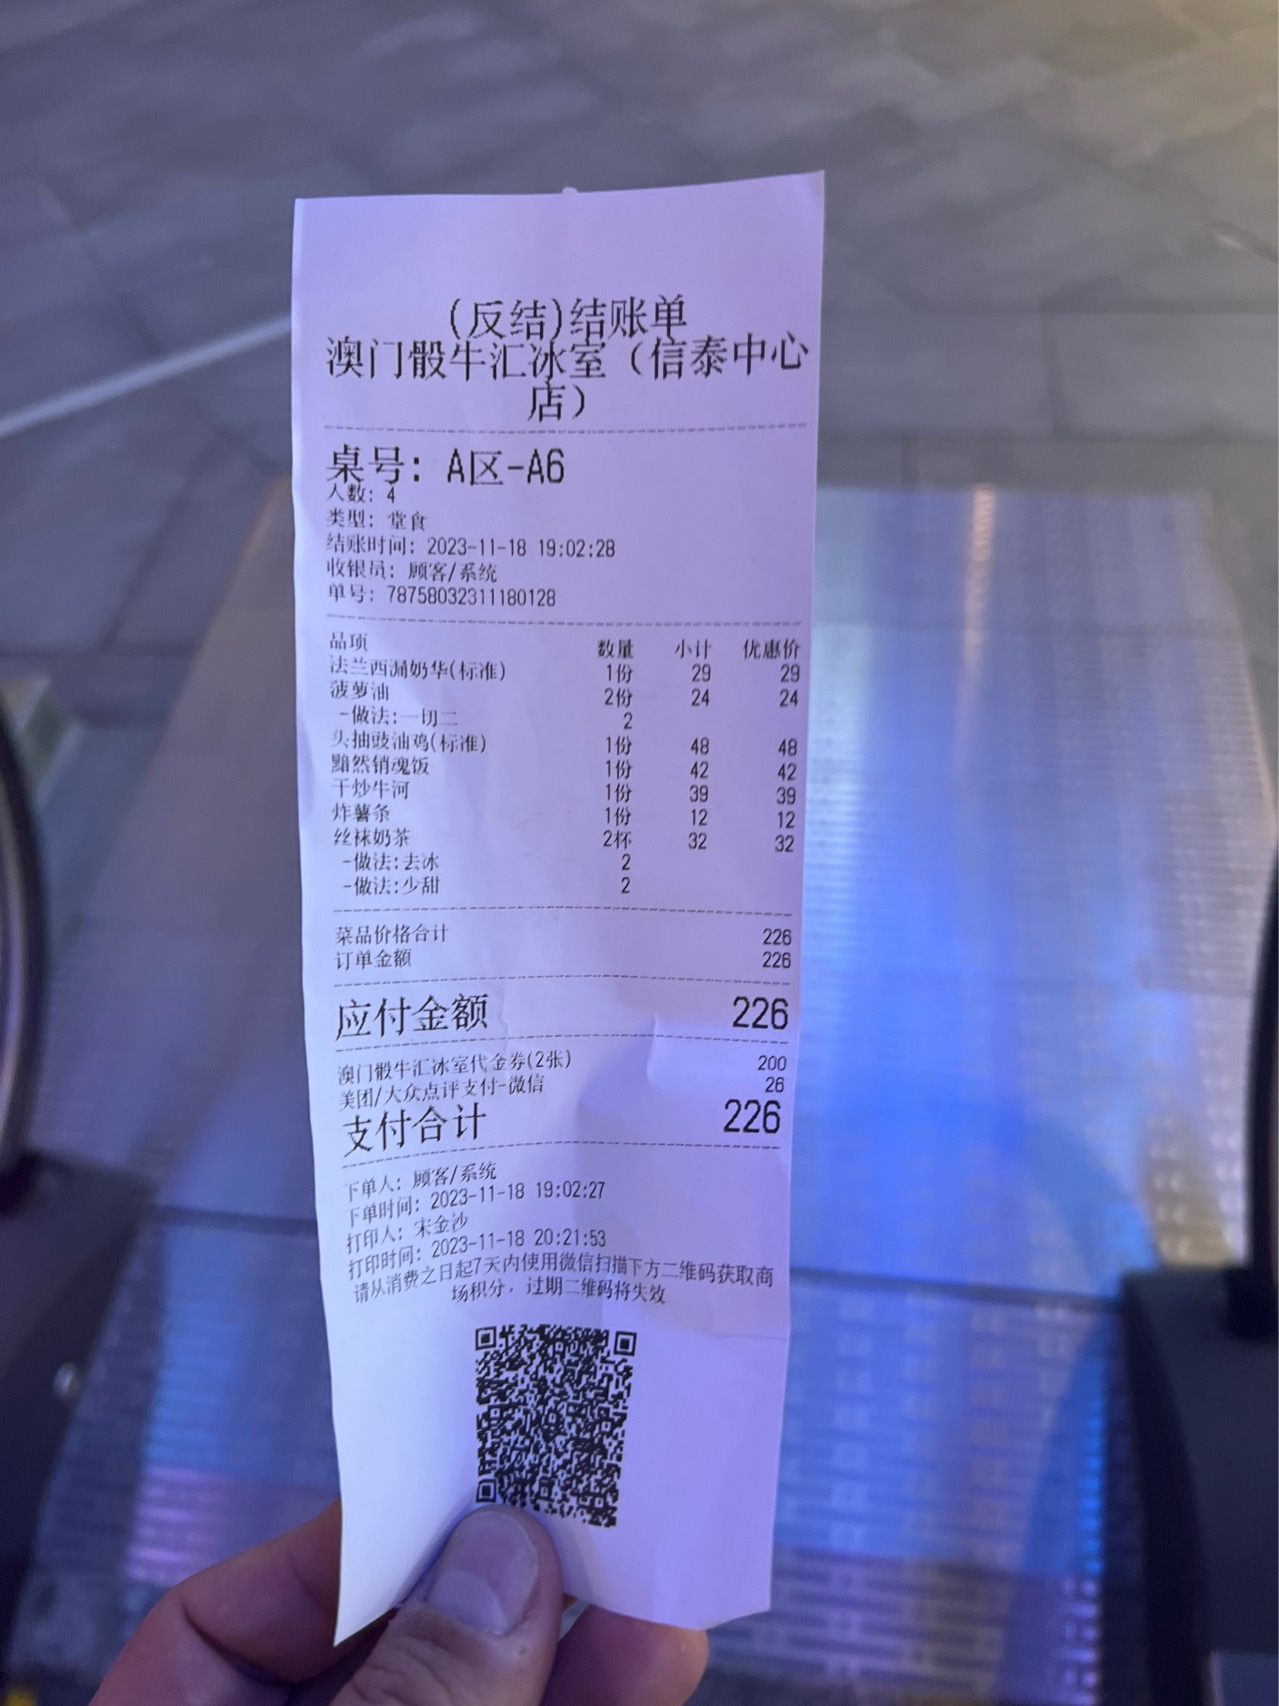 (反结)结账单
澳门骰牛汇冰室（信泰中心
店）
桌号: A区-A6
人数: 4
类型: 堂食
结账时间: 2023-11-18 19:02:28
收银员: 顾客/系统
单号: 78758032311180128
品项 数量 小计 优惠价
法兰西漏奶华(标准) 1份 29 29
菠萝油 2份 24 24
-做法:一切二 2
头抽豉油鸡(标准) 1份 48 48
黯然销魂饭 1份 42 42
干炒牛河 1份 39 39
炸薯条 1份 12 12
丝袜奶茶 2杯 32 32
-做法:去冰 2
-做法:少甜 2
菜品价格合计 226
订单金额 226
应付金额 226
澳门骰牛汇冰室代金券(2张) 200
美团/大众点评支付-微信 26
支付合计 226
下单人: 顾客/系统
下单时间: 2023-11-18 19:02:27
打印人: 宋金沙
打印时间: 2023-11-18 20:21:53
请从消费之日起7天内使用微信扫描下方二维码获取商
场积分，过期二维码将失效